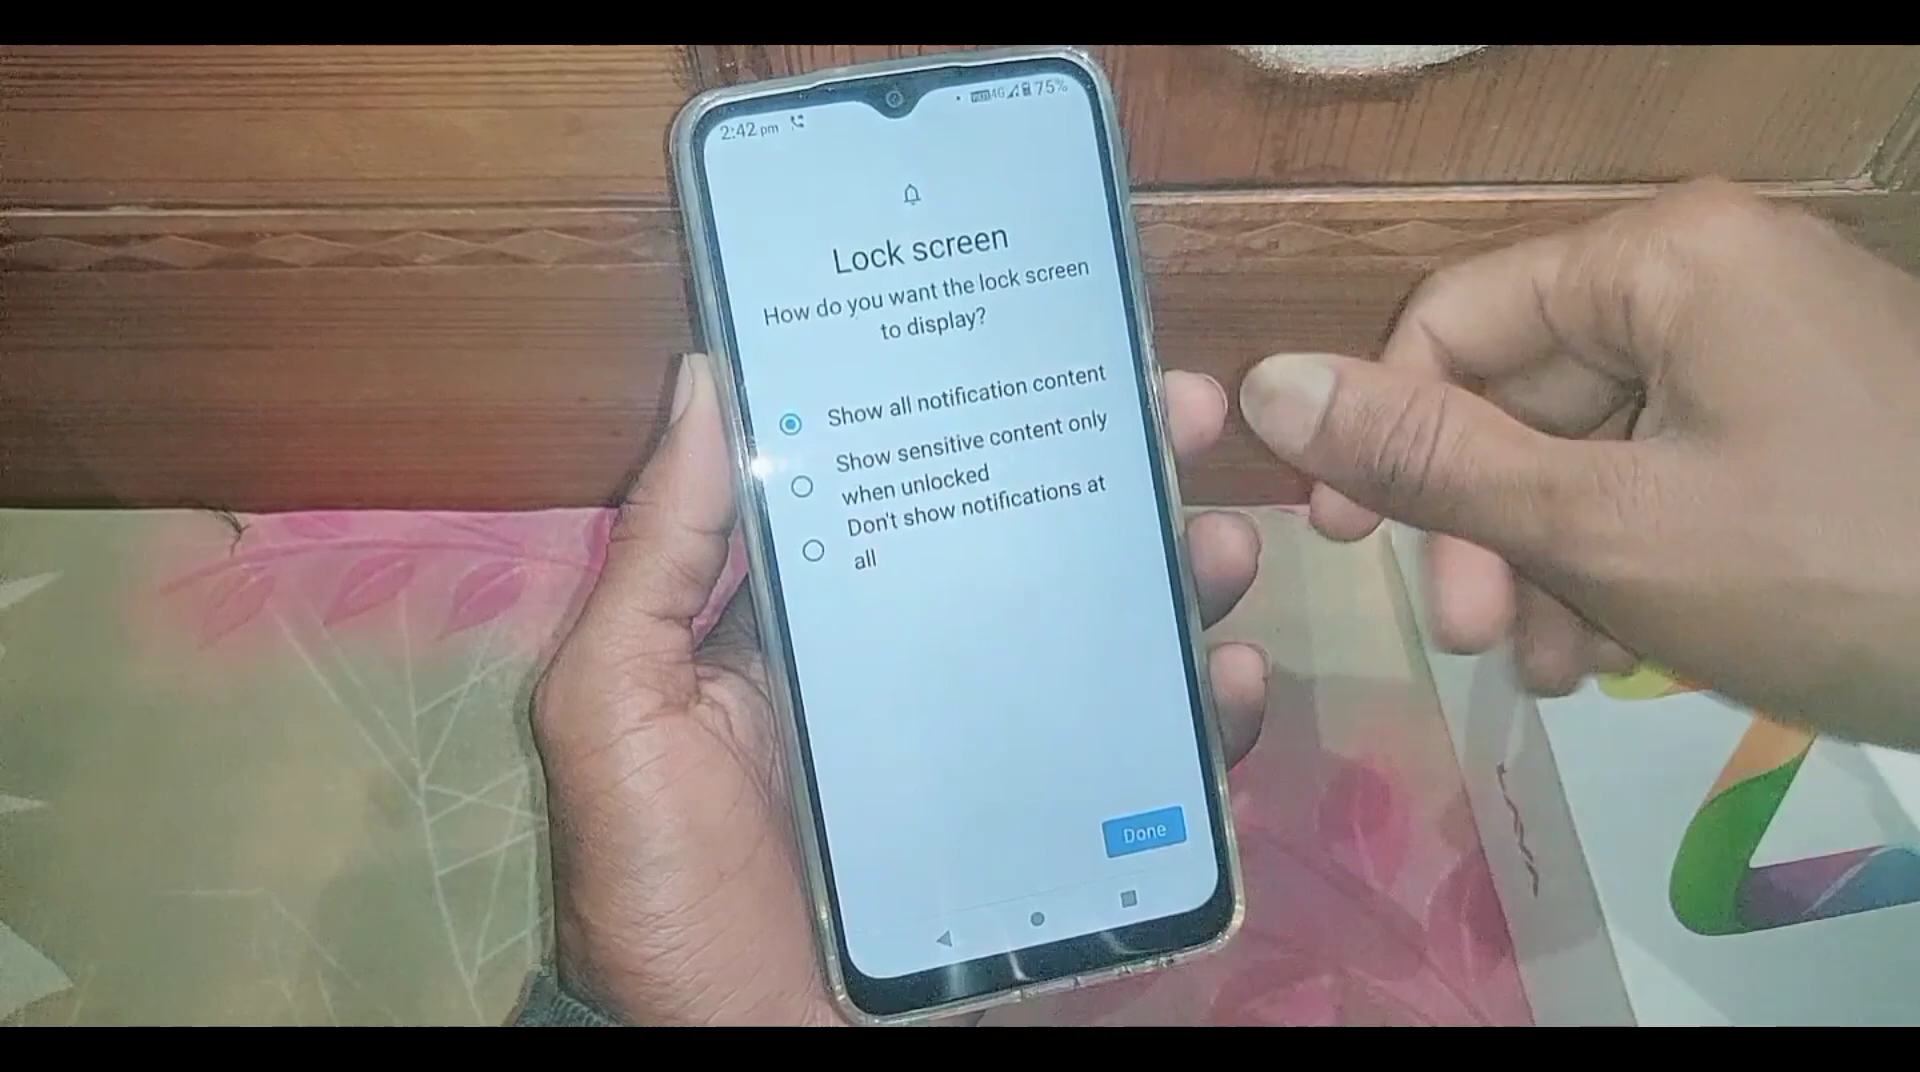 2:42 pm
4G 75%
Lock screen
How do you want the lock screen
to display?
Show all notification content
Show sensitive content only
when unlocked
Don't show notifications at
all
Done